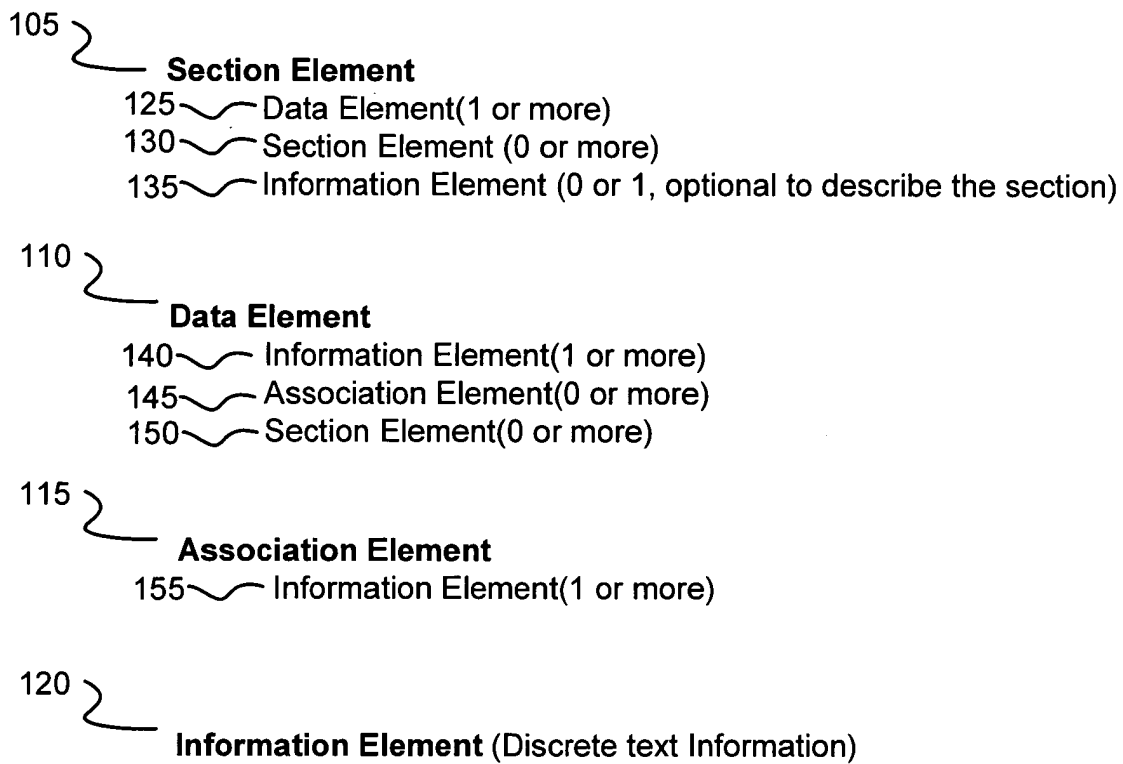 105
Section Element
125 Data Element(1 or more)
130 Section Element (0 or more)
135 Information Element (0 or 1, optional to describe the section)
110
Data Element
140 Information Element(1 or more)
145 Association Element(0 or more)
150 Section Element(0 or more)
115
Association Element
155 Information Element(1 or more)
120
Information Element (Discrete text Information)